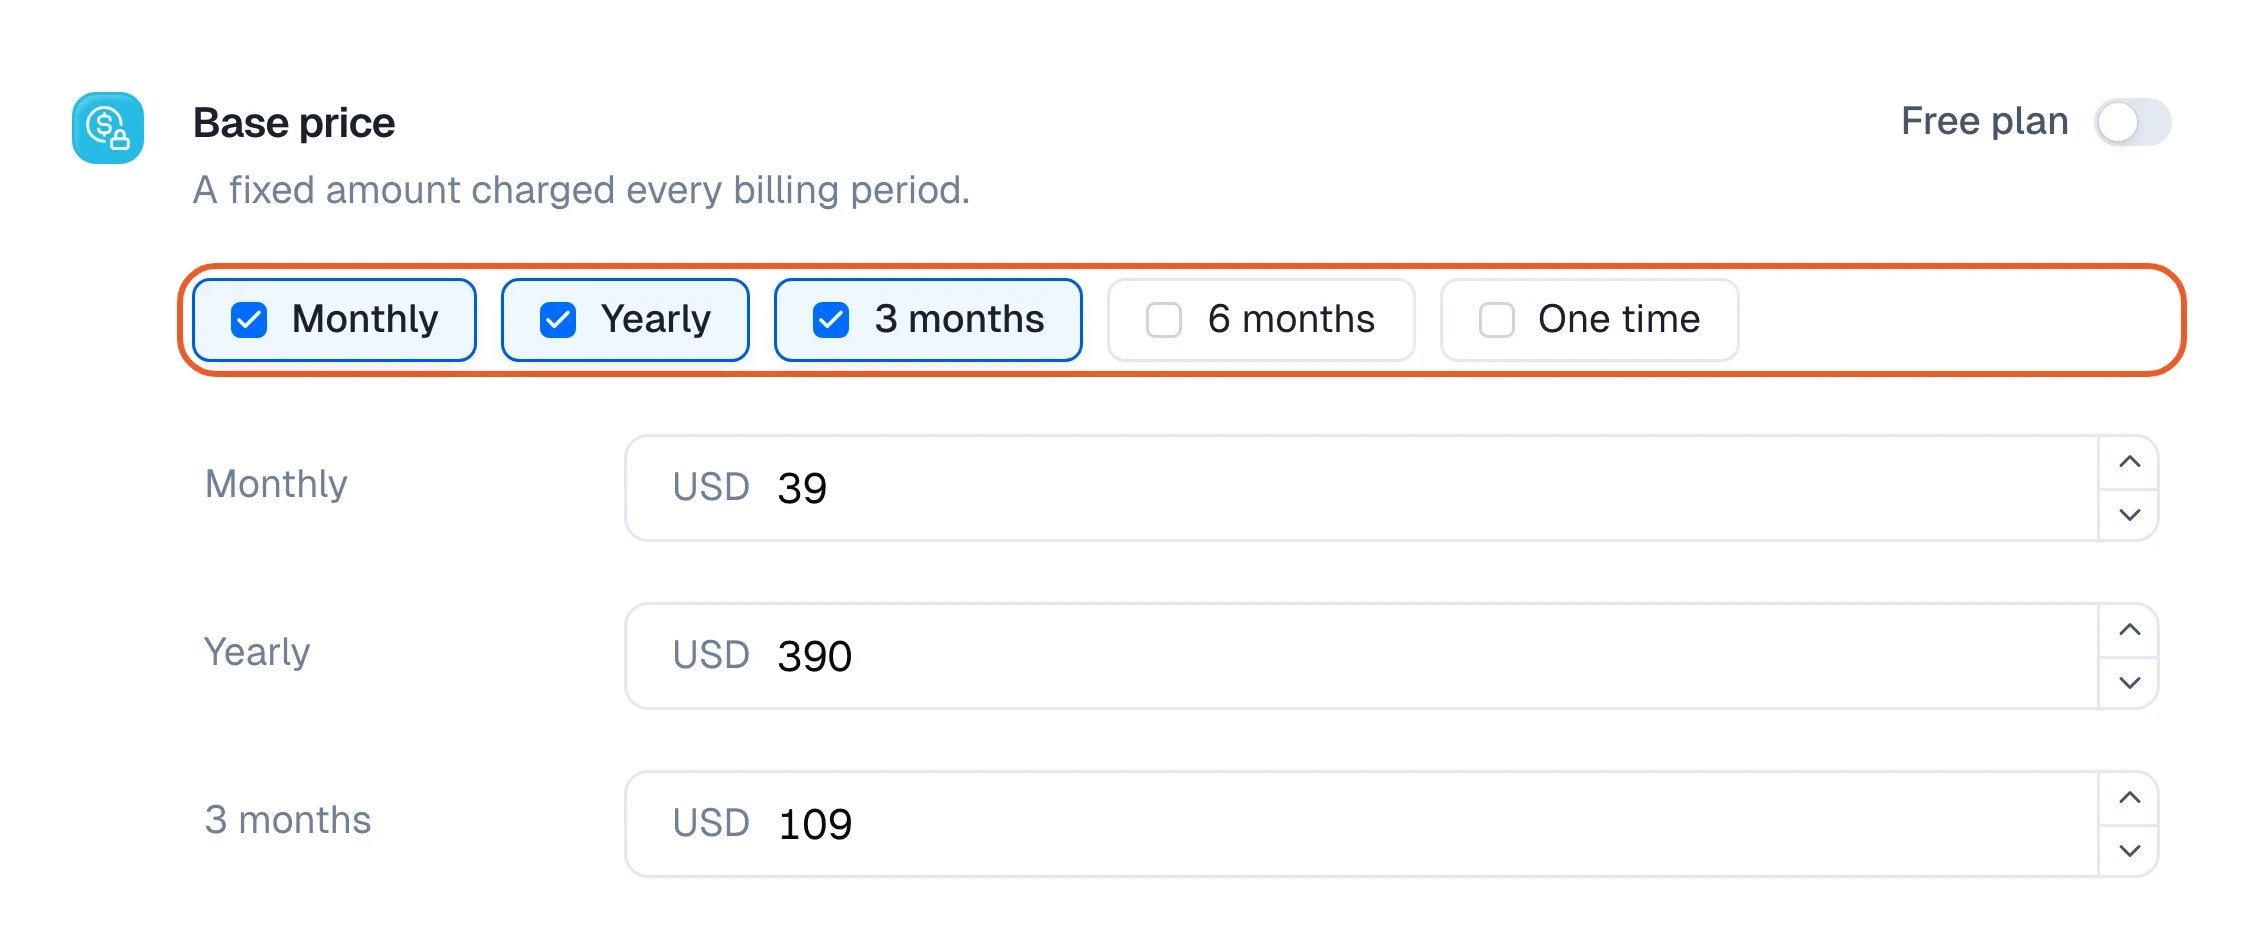 Base price
Free plan
A fixed amount charged every billing period.
Monthly Yearly 3 months 6 months One time
Monthly USD 39
Yearly USD 390
3 months USD 109